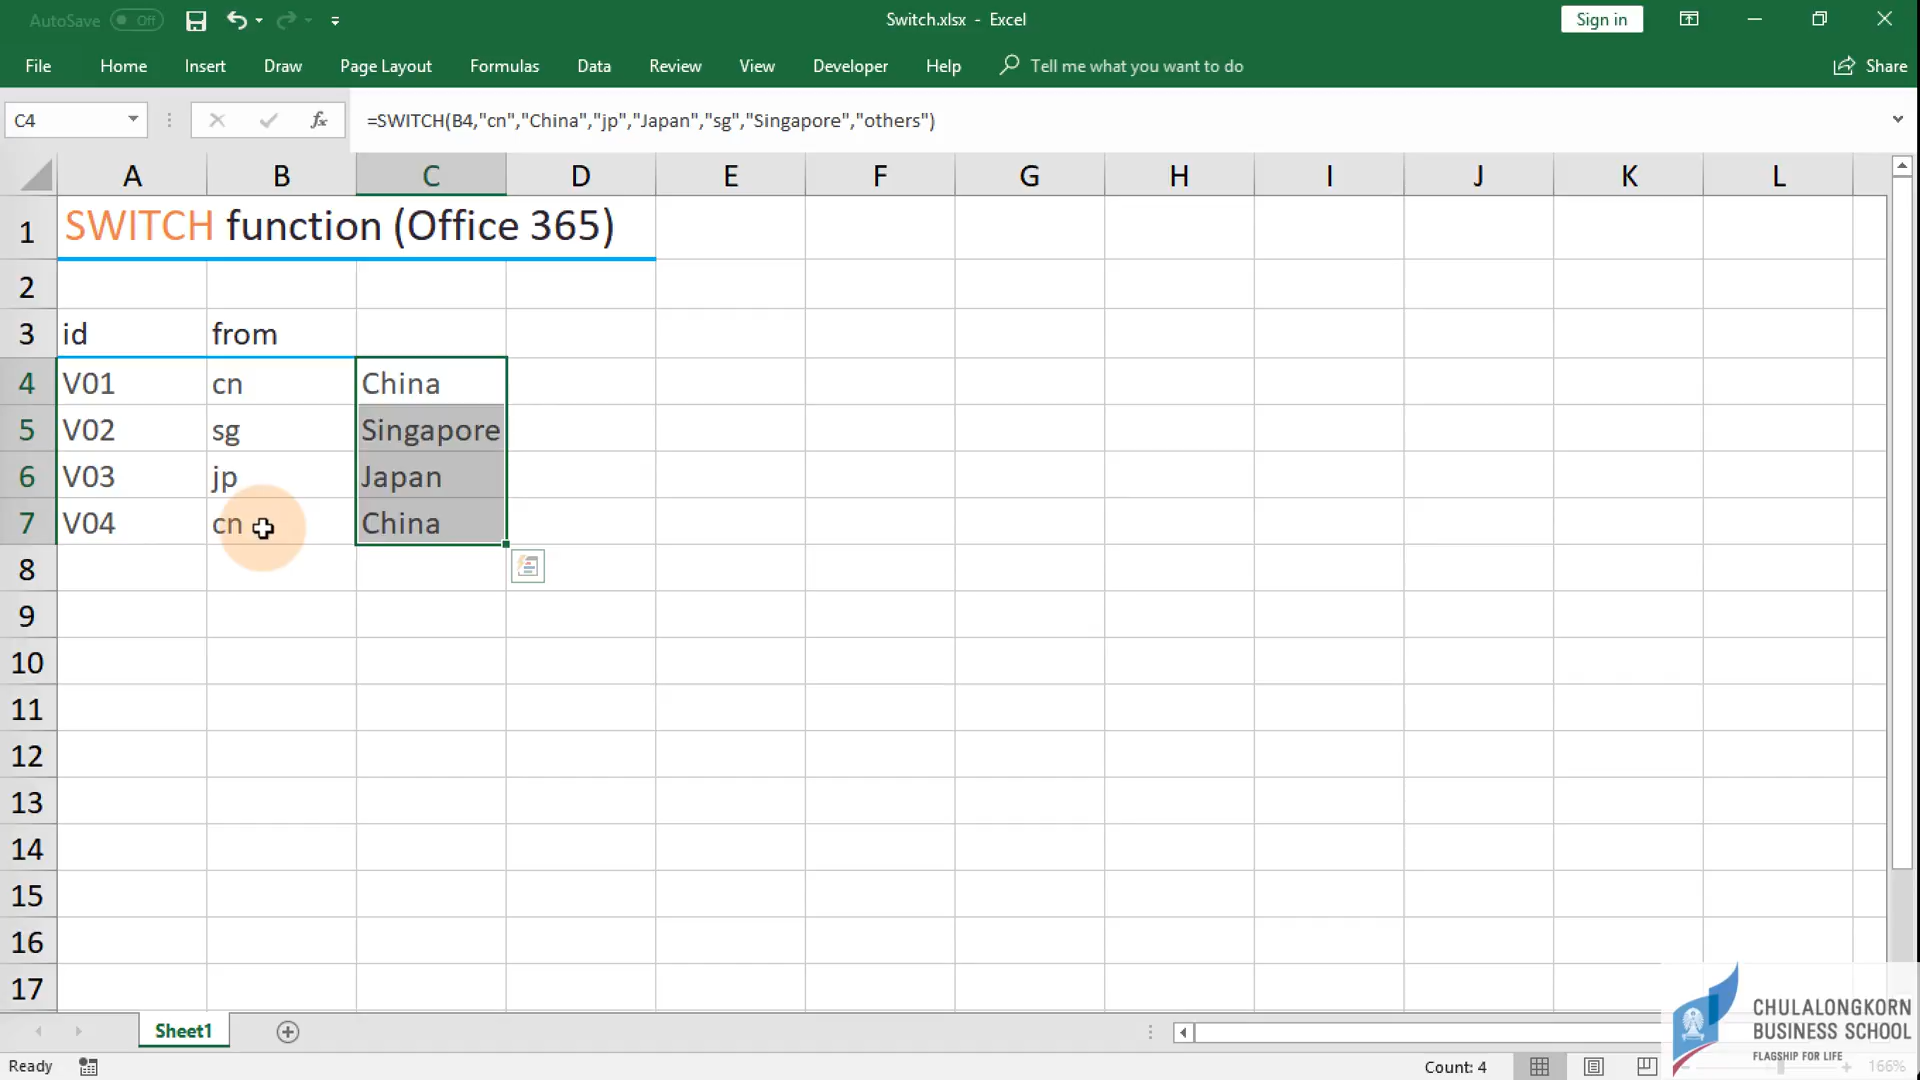 AutoSave Off Switch.xlsx - Excel Sign in
File Home Insert Draw Page Layout Formulas Data Review View Developer Help Tell me what you want to do Share
C4 fx =SWITCH(B4,"cn","China","jp","Japan","sg","Singapore","others")
A B C D E F G H I J K L
1 SWITCH function (Office 365)
2
3 id from
4 V01 cn China
5 V02 sg Singapore
6 V03 jp Japan
7 V04 cn China
8
9
10
11
12
13
14
15
16
17
Sheet1
CHULALONGKORN
BUSINESS SCHOOL
FLAGSHIP FOR LIFE
Ready Count: 4 166%